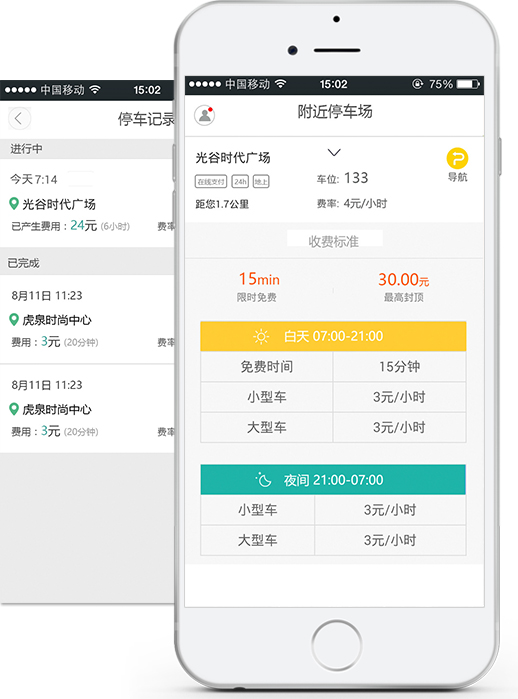 中国移动 15:02
停车记录
进行中
今天 7:14
光谷时代广场
已产生费用：24元 (6小时) 费率
已完成
8月11日 11:23
虎泉时尚中心
费用：3元 (20分钟) 费率
8月11日 11:23
虎泉时尚中心
费用：3元 (20分钟) 费率
中国移动 15:02 75%
附近停车场
光谷时代广场
在线支付 24h 地上 车位: 133
导航
距您1.7公里 费率: 4元/小时
收费标准
15min 30.00元
限时免费 最高封顶
白天 07:00-21:00
免费时间 15分钟
小型车 3元/小时
大型车 3元/小时
夜间 21:00-07:00
小型车 3元/小时
大型车 3元/小时